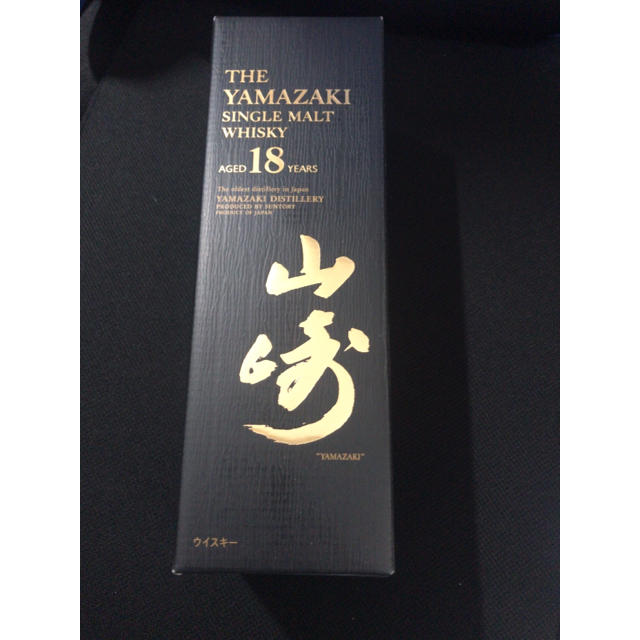 THE
YAMAZAKI
SINGLE MALT
WHISKY
AGED 18 YEARS
The oldest distillery in Japan
YAMAZAKI DISTILLERY
PRODUCED BY SUNTORY
PRODUCT OF JAPAN
山崎
"YAMAZAKI"
ウイスキー